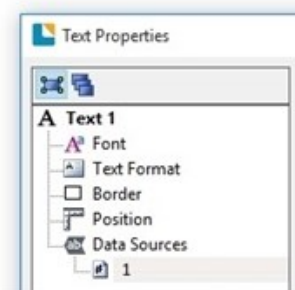 Text Properties
A Text 1
Font
Text Format
Border
Position
Data Sources
1